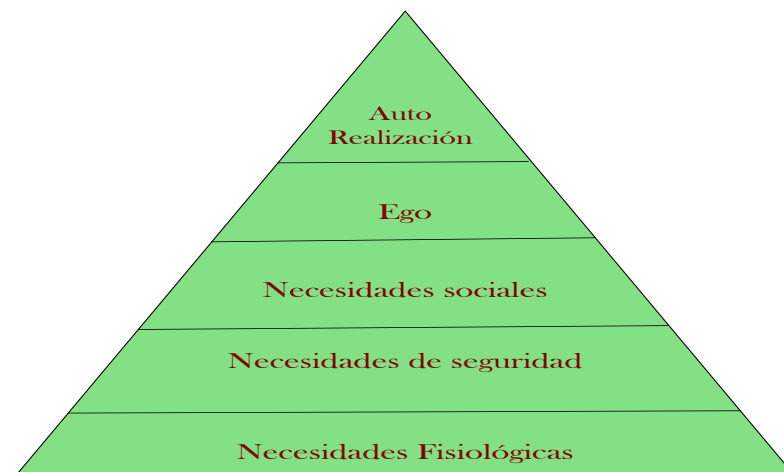 Auto
Realización
Ego
Necesidades sociales
Necesidades de seguridad
Necesidades Fisiológicas